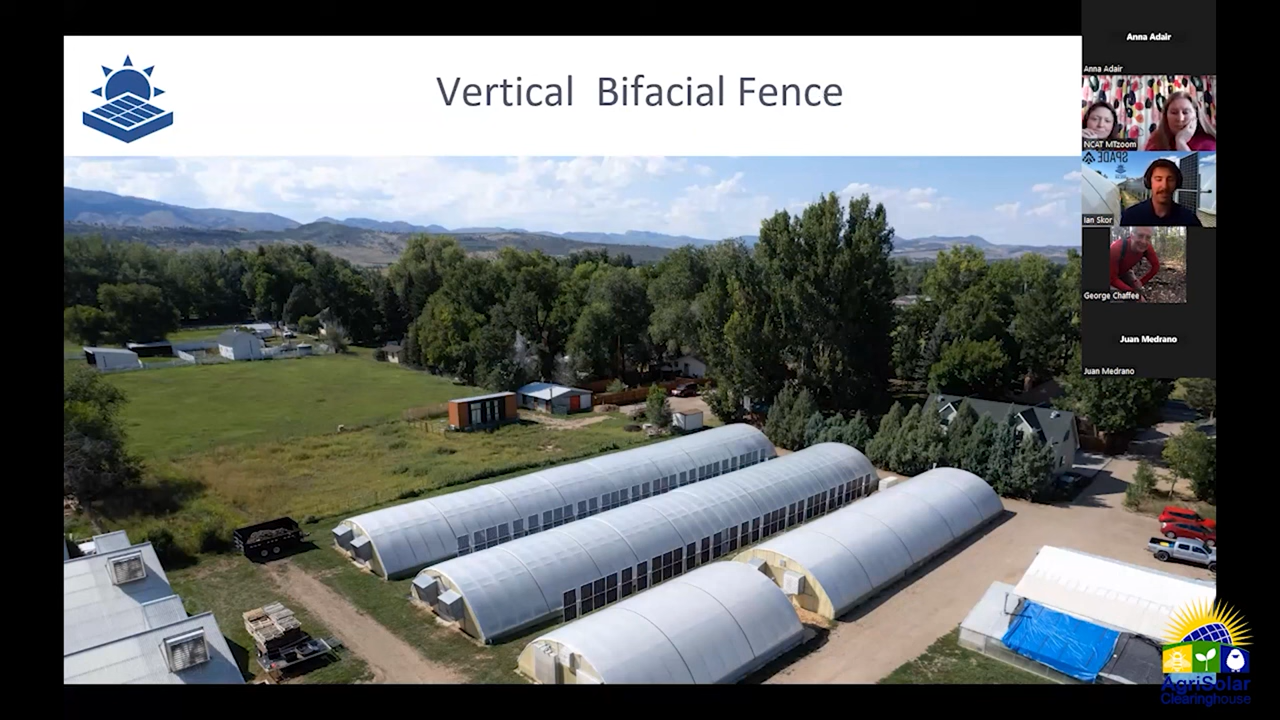 Vertical Bifacial Fence
Anna Adair
Anna Adair
NCAT MTzoom
SPADE
Ian Skor
George Chaffee
Juan Medrano
Juan Medrano
AgriSolar
Clearinghouse